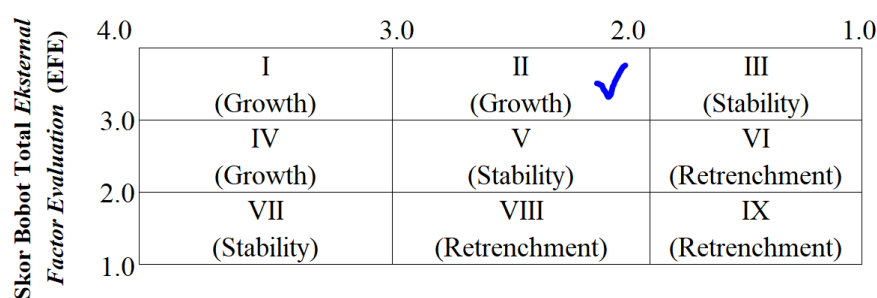 Skor Bobot Total Eksternal
Factor Evaluation (EFE)
4.0 3.0 2.0 1.0
I II III
(Growth) (Growth) (Stability)
3.0
IV V VI
(Growth) (Stability) (Retrenchment)
2.0
VII VIII IX
(Stability) (Retrenchment) (Retrenchment)
1.0